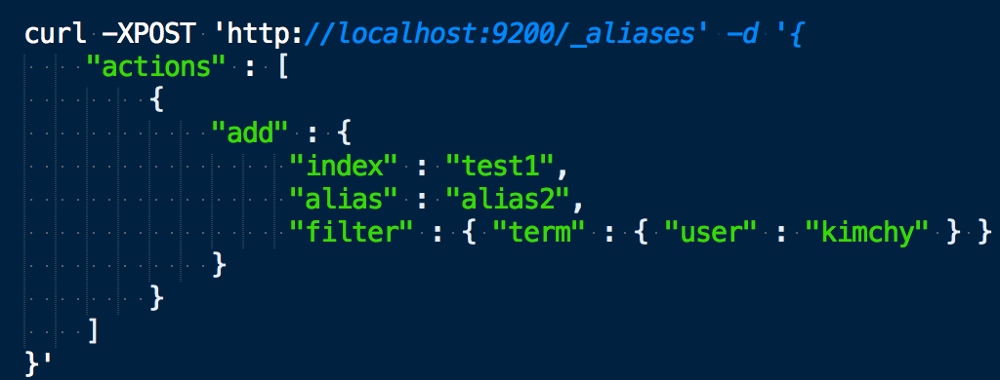 curl -XPOST 'http://localhost:9200/_aliases' -d '{
    "actions" : [
        {
            "add" : {
                 "index" : "test1",
                 "alias" : "alias2",
                 "filter" : { "term" : { "user" : "kimchy" } }
            }
        }
    ]
}'